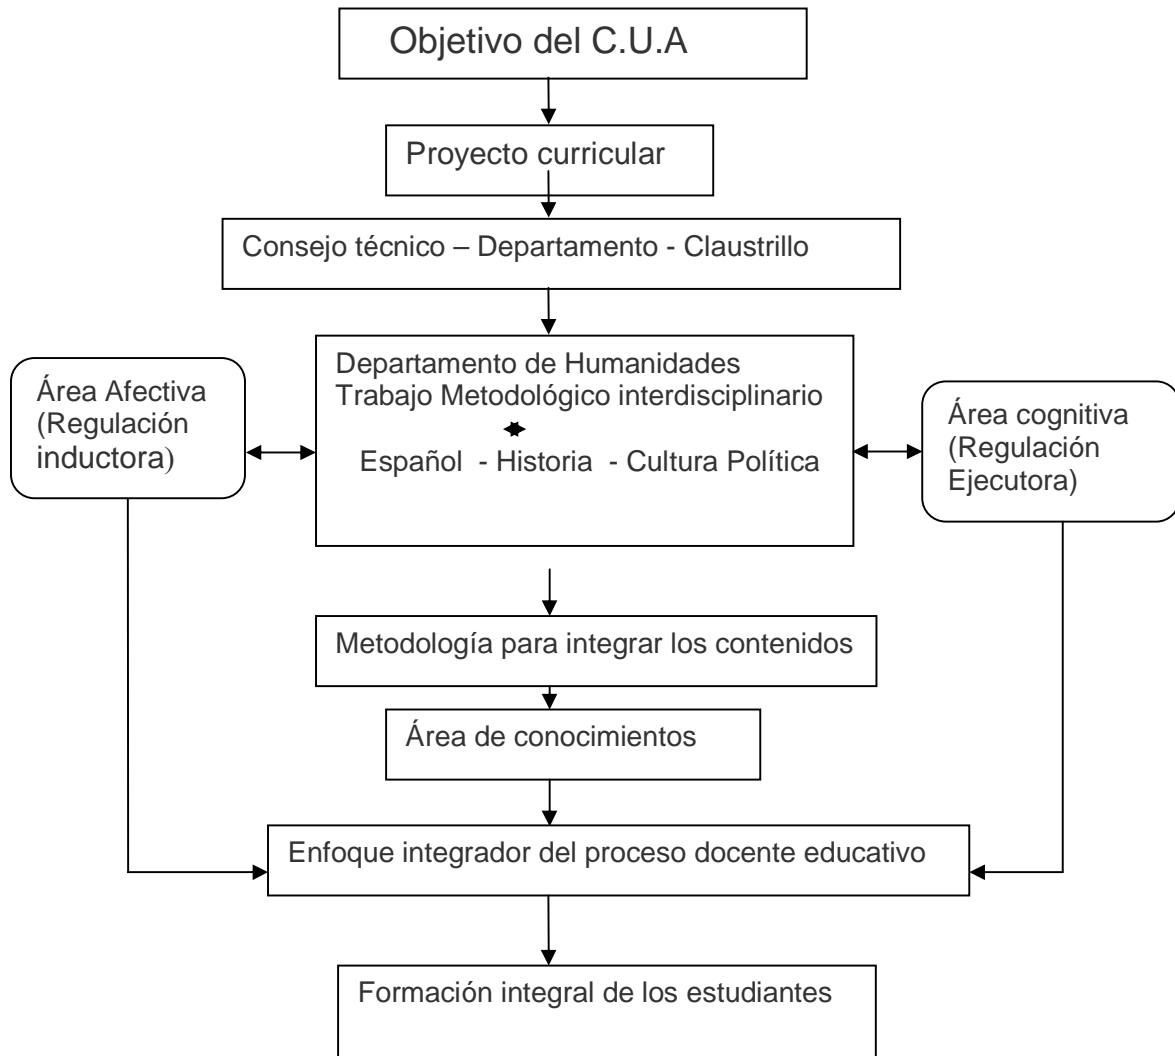 Objetivo del C.U.A
Proyecto curricular
Consejo técnico – Departamento - Claustrillo
Departamento de Humanidades
Trabajo Metodológico interdisciplinario
Español - Historia - Cultura Política
Área Afectiva
(Regulación
inductora)
Área cognitiva
(Regulación
Ejecutora)
Metodología para integrar los contenidos
Área de conocimientos
Enfoque integrador del proceso docente educativo
Formación integral de los estudiantes